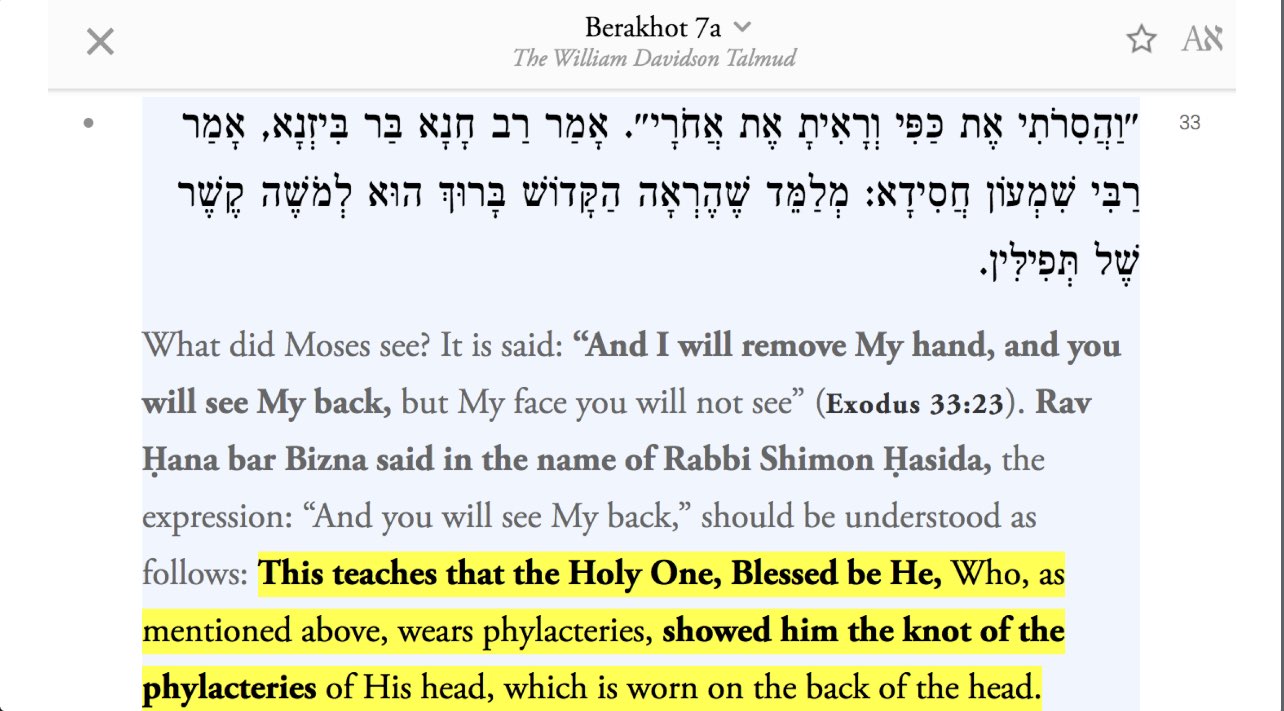 Berakhot 7a
The William Davidson Talmud
Aא
33
״וַהֲסִרֹתִי אֶת כַּפִּי וְרָאִיתָ אֶת אֲחֹרָי״. אָמַר רַב חָנָא בַּר בִּיזְנָא, אָמַר
רַבִּי שִׁמְעוֹן חֲסִידָא: מְלַמֵּד שֶׁהֶרְאָה הַקָּדוֹשׁ בָּרוּךְ הוּא לְמֹשֶׁה קֶשֶׁר
שֶׁל תְּפִילִּין.
What did Moses see? It is said: “And I will remove My hand, and you
will see My back, but My face you will not see” (Exodus 33:23). Rav
Ḥana bar Bizna said in the name of Rabbi Shimon Ḥasida, the
expression: “And you will see My back,” should be understood as
follows: This teaches that the Holy One, Blessed be He, Who, as
mentioned above, wears phylacteries, showed him the knot of the
phylacteries of His head, which is worn on the back of the head.